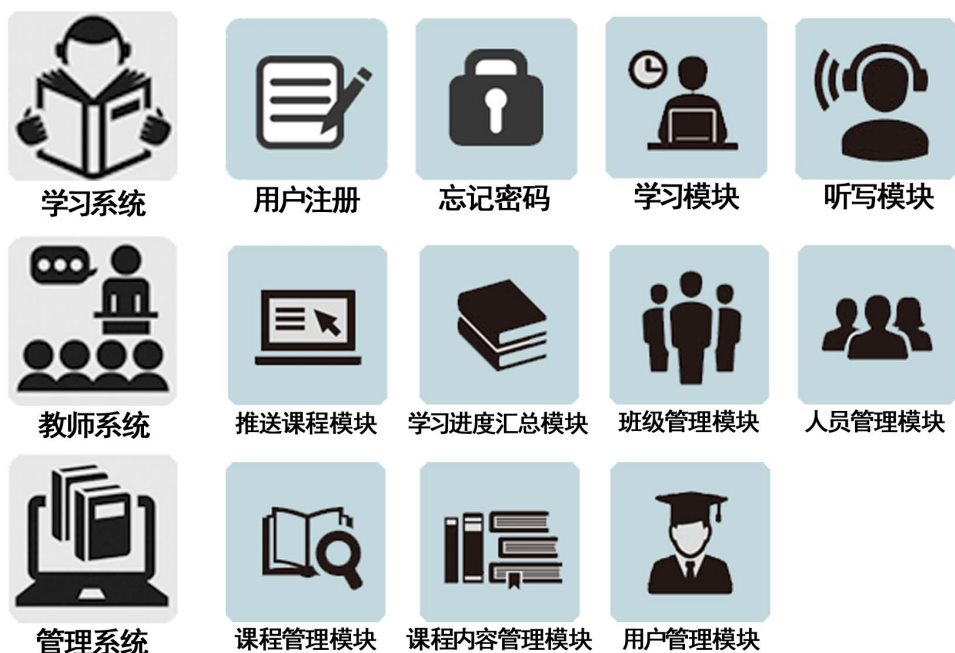 学习系统
用户注册
忘记密码
学习模块
听写模块
教师系统
推送课程模块
学习进度汇总模块
班级管理模块
人员管理模块
管理系统
课程管理模块
课程内容管理模块
用户管理模块